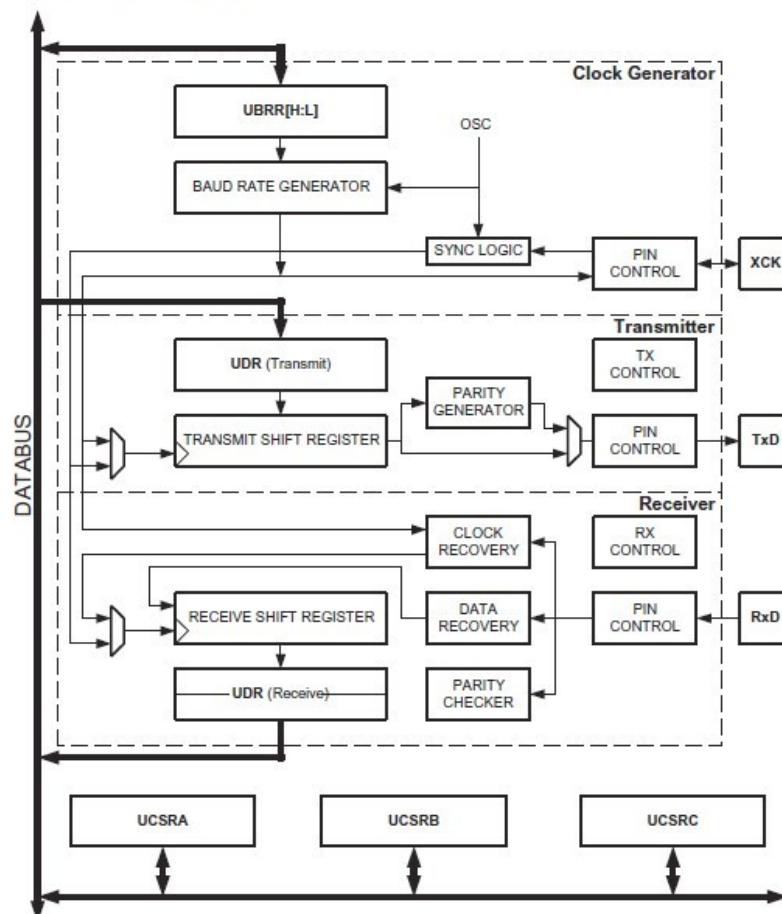 Clock Generator
UBRR[H:L]
OSC
BAUD RATE GENERATOR
SYNC LOGIC
PIN
CONTROL
XCK
Transmitter
UDR (Transmit)
TX
CONTROL
PARITY
GENERATOR
TRANSMIT SHIFT REGISTER
PIN
CONTROL
TxD
DATABUS
Receiver
CLOCK
RECOVERY
RX
CONTROL
RECEIVE SHIFT REGISTER
DATA
RECOVERY
PIN
CONTROL
RxD
UDR (Receive)
PARITY
CHECKER
UCSRA
UCSRB
UCSRC